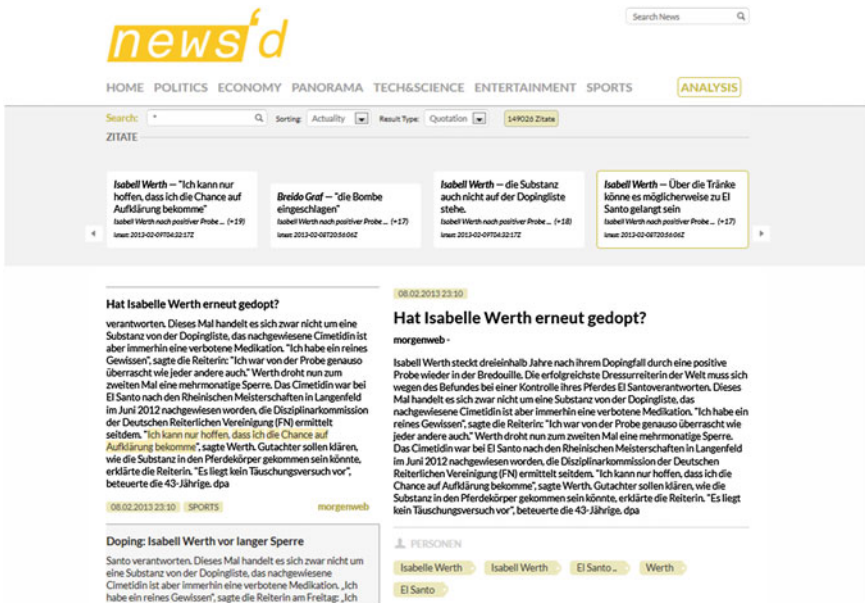 news'd
Search News
HOME POLITICS ECONOMY PANORAMA TECH&SCIENCE ENTERTAINMENT SPORTS ANALYSIS
Search: * Sorting: Actuality Result Type: Quotation 149026 Zitate
ZITATE
Isabell Werth — "Ich kann nur
hoffen, dass ich die Chance auf
Aufklärung bekomme"
Isabell Werth nach positiver Probe ... (+19)
2013-02-09T04:32:17Z
Breido Graf — "die Bombe
eingeschlagen"
Isabell Werth nach positiver Probe ... (+17)
2013-02-08T20:56:06Z
Isabell Werth — die Substanz
auch nicht auf der Dopingliste
stehe.
Isabell Werth nach positiver Probe ... (+18)
2013-02-09T04:32:17Z
Isabell Werth — Über die Tränke
könne es möglicherweise zu El
Santo gelangt sein
Isabell Werth nach positiver Probe ... (+17)
2013-02-08T20:56:06Z
Hat Isabelle Werth erneut gedopt?
verantworten. Dieses Mal handelt es sich zwar nicht um eine
Substanz von der Dopingliste, das nachgewiesene Cimetidin ist
aber immerhin eine verbotene Medikation. "Ich habe ein reines
Gewissen", sagte die Reiterin: "Ich war von der Probe genauso
überrascht wie jeder andere auch." Werth droht nun zum
zweiten Mal eine mehrmonatige Sperre. Das Cimetidin war bei
El Santo nach den Rheinischen Meisterschaften in Langenfeld
im Juni 2012 nachgewiesen worden, die Disziplinarkommission
der Deutschen Reiterlichen Vereinigung (FN) ermittelt
seitdem. "Ich kann nur hoffen, dass ich die Chance auf
Aufklärung bekomme", sagte Werth. Gutachter sollen klären,
wie die Substanz in den Pferdekörper gekommen sein könnte,
erklärte die Reiterin. "Es liegt kein Täuschungsversuch vor",
beteuerte die 43-Jährige. dpa
08.02.2013 23:10 SPORTS morgenweb
Doping: Isabell Werth vor langer Sperre
Santo verantworten. Dieses Mal handelt es sich zwar nicht um
eine Substanz von der Dopingliste, das nachgewiesene
Cimetidin ist aber immerhin eine verbotene Medikation. „Ich
habe ein reines Gewissen", sagte die Reiterin am Freitag: „Ich
08.02.2013 23:10
Hat Isabelle Werth erneut gedopt?
morgenweb -
Isabell Werth steckt dreieinhalb Jahre nach ihrem Dopingfall durch eine positive
Probe wieder in der Bredouille. Die erfolgreichste Dressurreiterin der Welt muss sich
wegen des Befundes bei einer Kontrolle ihres Pferdes El Santoverantworten. Dieses
Mal handelt es sich zwar nicht um eine Substanz von der Dopingliste, das
nachgewiesene Cimetidin ist aber immerhin eine verbotene Medikation. "Ich habe ein
reines Gewissen", sagte die Reiterin: "Ich war von der Probe genauso überrascht wie
jeder andere auch." Werth droht nun zum zweiten Mal eine mehrmonatige Sperre.
Das Cimetidin war bei El Santo nach den Rheinischen Meisterschaften in Langenfeld
im Juni 2012 nachgewiesen worden, die Disziplinarkommission der Deutschen
Reiterlichen Vereinigung (FN) ermittelt seitdem. "Ich kann nur hoffen, dass ich die
Chance auf Aufklärung bekomme", sagte Werth. Gutachter sollen klären, wie die
Substanz in den Pferdekörper gekommen sein könnte, erklärte die Reiterin. "Es liegt
kein Täuschungsversuch vor", beteuerte die 43-Jährige. dpa
PERSONEN
Isabelle Werth Isabell Werth El Santo .. Werth
El Santo